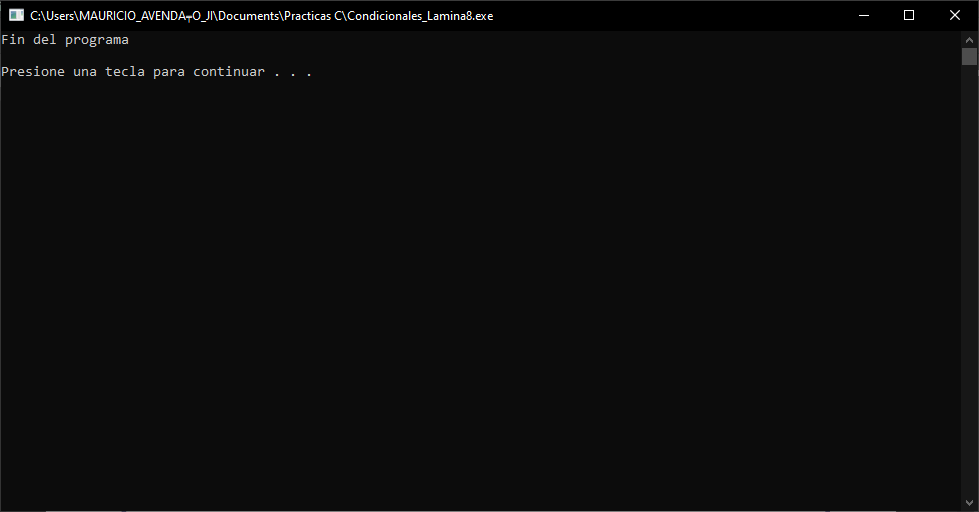 C:\Users\MAURICIO_AVENDA┬O_JI\Documents\Practicas C\Condicionales_Lamina8.exe
Fin del programa
Presione una tecla para continuar . . .